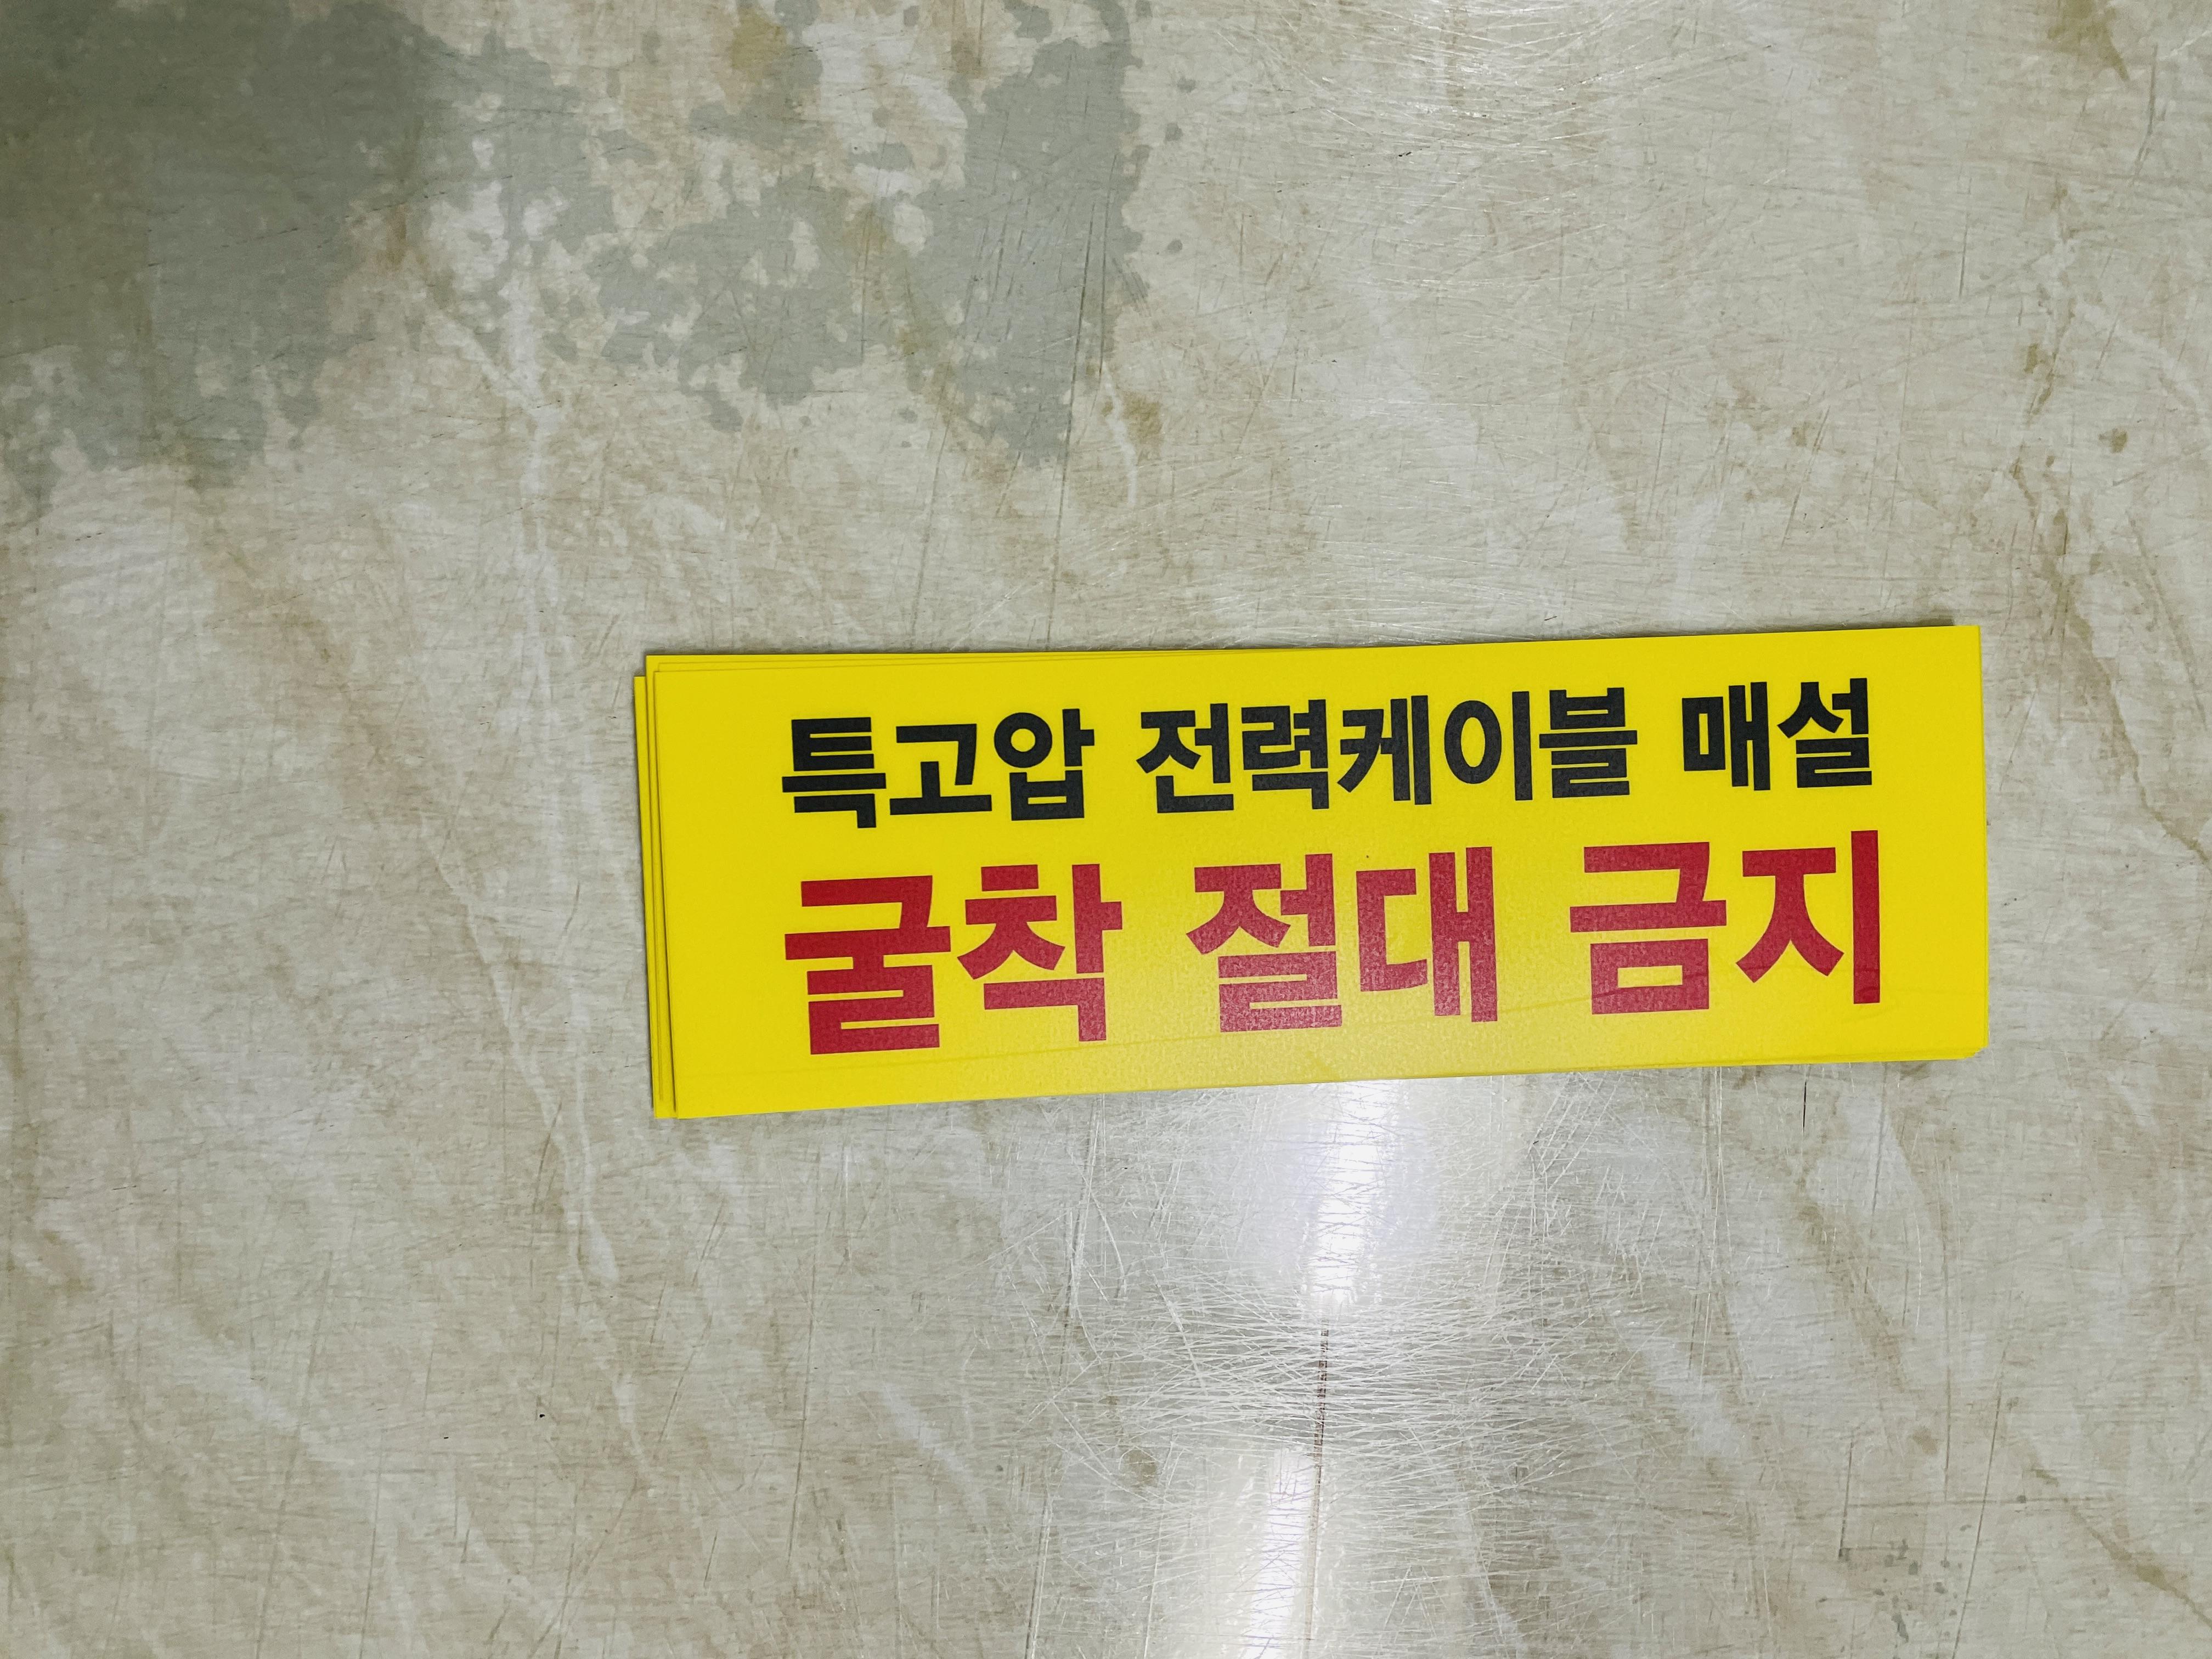 특고압 전력케이블 매설
굴착 절대 금지